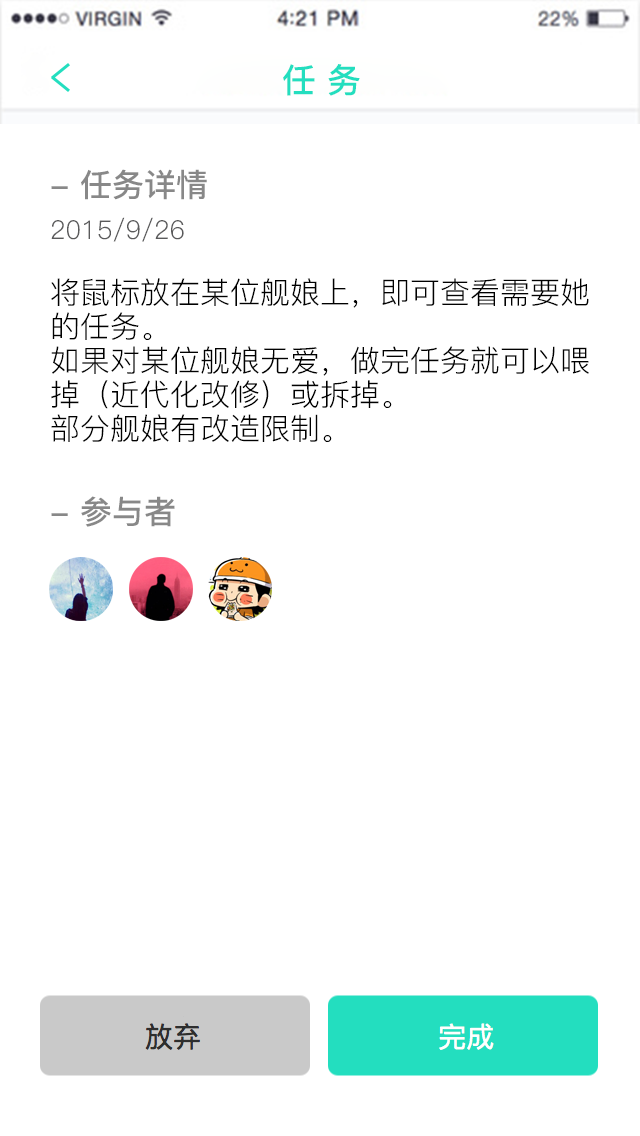 VIRGIN
4:21 PM
22%
任务
- 任务详情
2015/9/26
将鼠标放在某位舰娘上，即可查看需要她
的任务。
如果对某位舰娘无爱，做完任务就可以喂
掉（近代化改修）或拆掉。
部分舰娘有改造限制。
- 参与者
放弃
完成